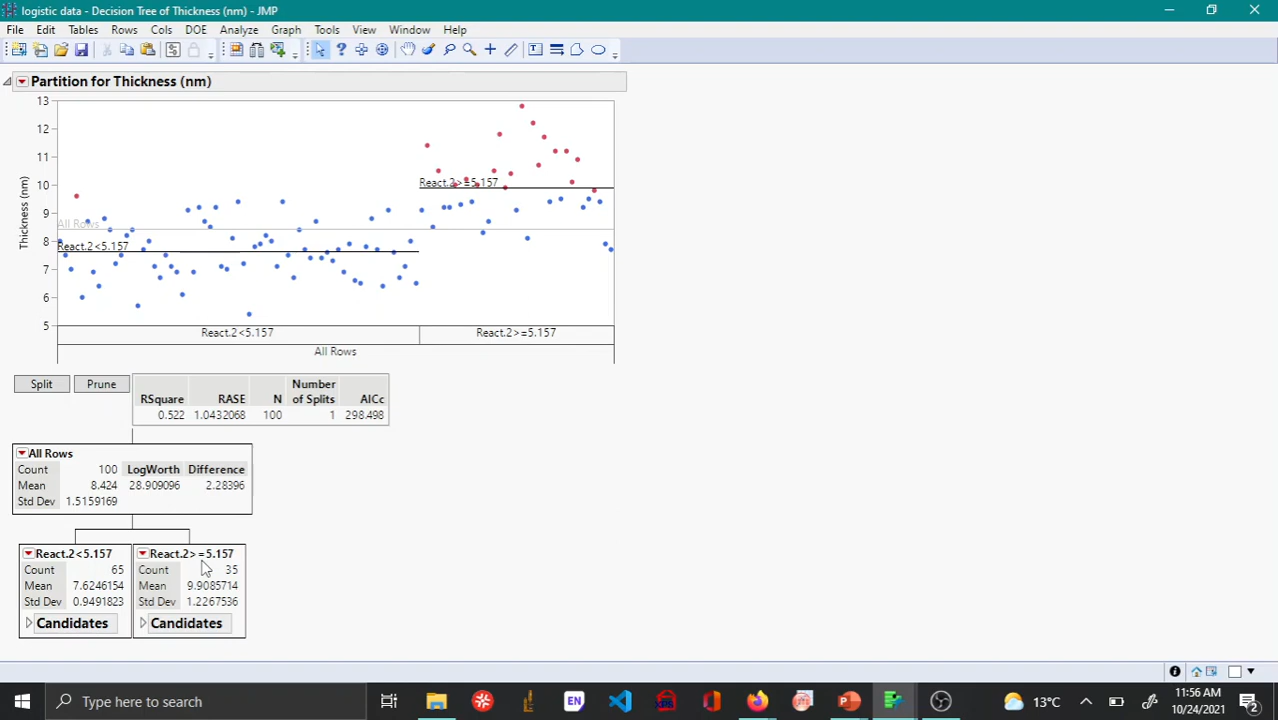 logistic data - Decision Tree of Thickness (nm) - JMP
File Edit Tables Rows Cols DOE Analyze Graph Tools View Window Help
Partition for Thickness (nm)
13
12
11
10
9
8
7
6
5
Thickness (nm)
All Rows
React.2<5.157
React.2>=5.157
React.2<5.157 React.2>=5.157
All Rows
Split Prune
RSquare RASE N Number of Splits AICc
0.522 1.0432068 100 1 298.498
All Rows
Count 100 LogWorth Difference
Mean 8.424 28.909096 2.28396
Std Dev 1.5159169
React.2<5.157 React.2>=5.157
Count 65 Count 35
Mean 7.6246154 Mean 9.9085714
Std Dev 0.9491823 Std Dev 1.2267536
Candidates Candidates
Type here to search
EN
13°C
11:56 AM
10/24/2021
2